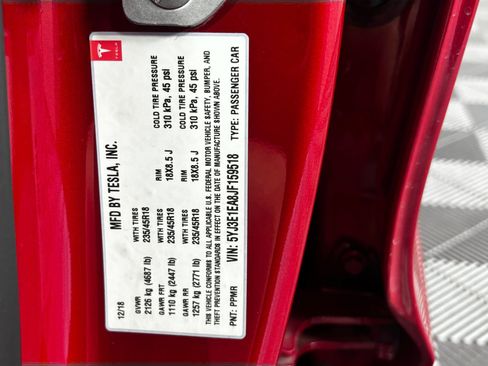 TESLA
MFD BY TESLA, INC.
12/18
GVWR WITH TIRES RIM COLD TIRE PRESSURE
2126 kg (4687 lb) 235/45R18 18X8.5 J 310 kPa, 45 psi
GAWR FRT WITH TIRES RIM COLD TIRE PRESSURE
1110 kg (2447 lb) 235/45R18 18X8.5 J 310 kPa, 45 psi
GAWR RR
1257 kg (2771 lb)
THIS VEHICLE CONFORMS TO ALL APPLICABLE U.S. FEDERAL MOTOR VEHICLE SAFETY, BUMPER, AND
THEFT PREVENTION STANDARDS IN EFFECT ON THE DATE OF MANUFACTURE SHOWN ABOVE.
VIN: 5YJ3E1EA8JF159518
PNT: PPMR TYPE: PASSENGER CAR